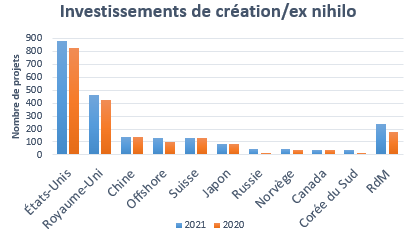 Investissements de création/ex nihilo
Nombre de projets
900
800
700
600
500
400
300
200
100
0
États-Unis
Royaume-Uni
Chine
Offshore
Suisse
Japon
Russie
Norvège
Canada
Corée du Sud
RdM
2021 2020